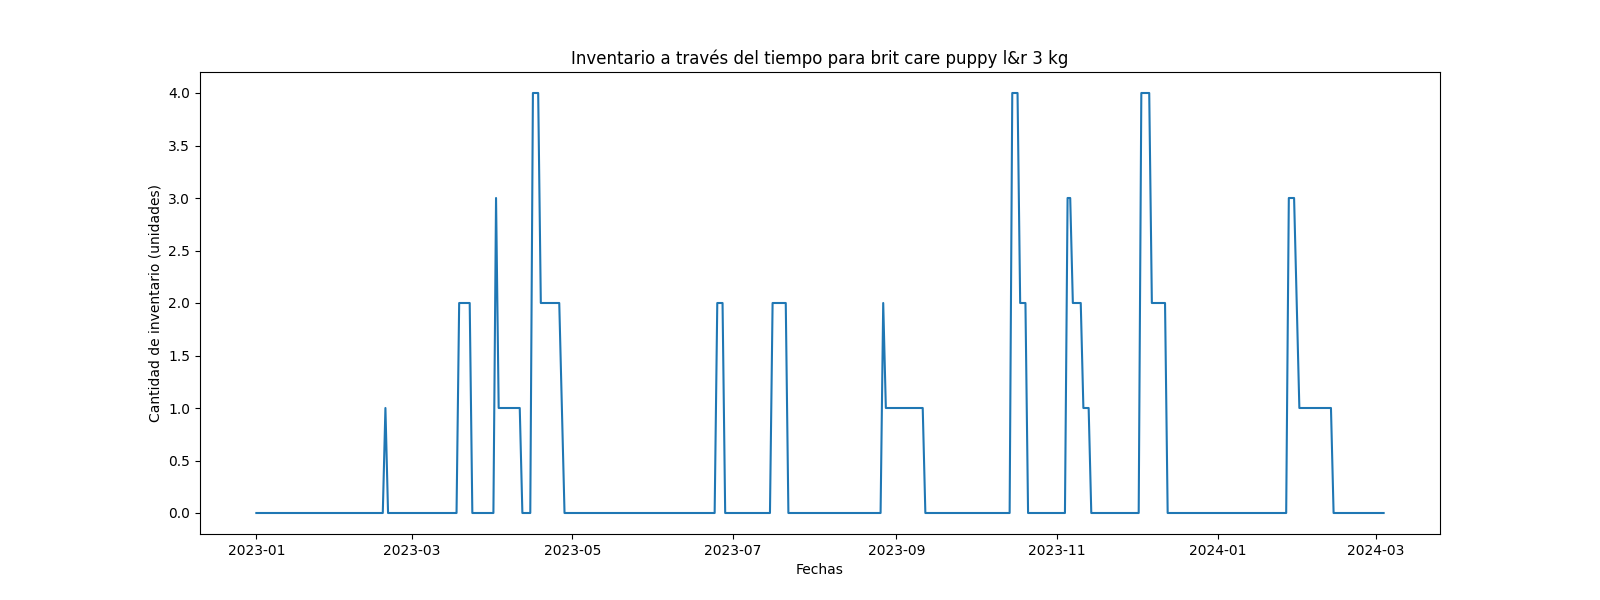 Inventario a través del tiempo para brit care puppy l&r 3 kg
Cantidad de inventario (unidades)
4.0
3.5
3.0
2.5
2.0
1.5
1.0
0.5
0.0
2023-01 2023-03 2023-05 2023-07 2023-09 2023-11 2024-01 2024-03
Fechas